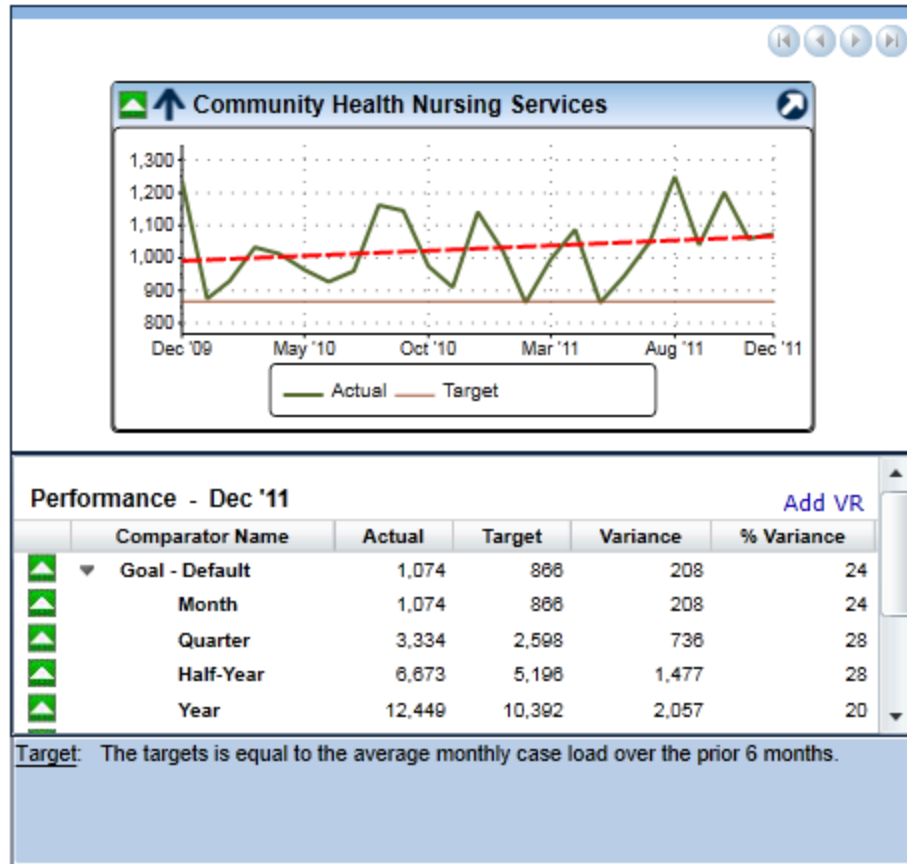 Community Health Nursing Services
1,300
1,200
1,100
1,000
900
800
Dec '09 May '10 Oct '10 Mar '11 Aug '11 Dec '11
Actual Target
Performance - Dec '11 Add VR
Comparator Name Actual Target Variance % Variance
Goal - Default 1,074 866 208 24
Month 1,074 866 208 24
Quarter 3,334 2,598 736 28
Half-Year 6,673 5,196 1,477 28
Year 12,449 10,392 2,057 20
Target: The targets is equal to the average monthly case load over the prior 6 months.